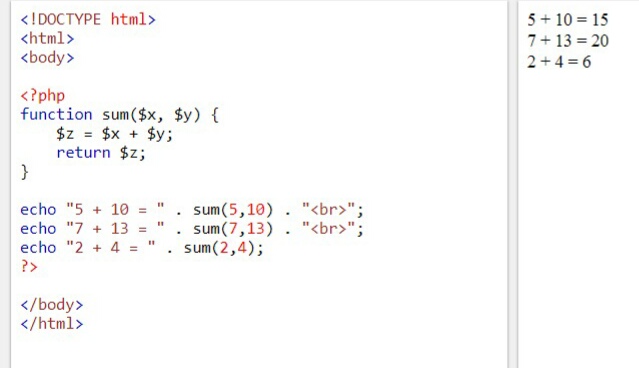 <!DOCTYPE html>
<html>
<body>
<?php
function sum($x, $y) {
    $z = $x + $y;
    return $z;
}
echo "5 + 10 = " . sum(5,10) . "<br>";
echo "7 + 13 = " . sum(7,13) . "<br>";
echo "2 + 4 = " . sum(2,4);
?>
</body>
</html>
5 + 10 = 15
7 + 13 = 20
2 + 4 = 6